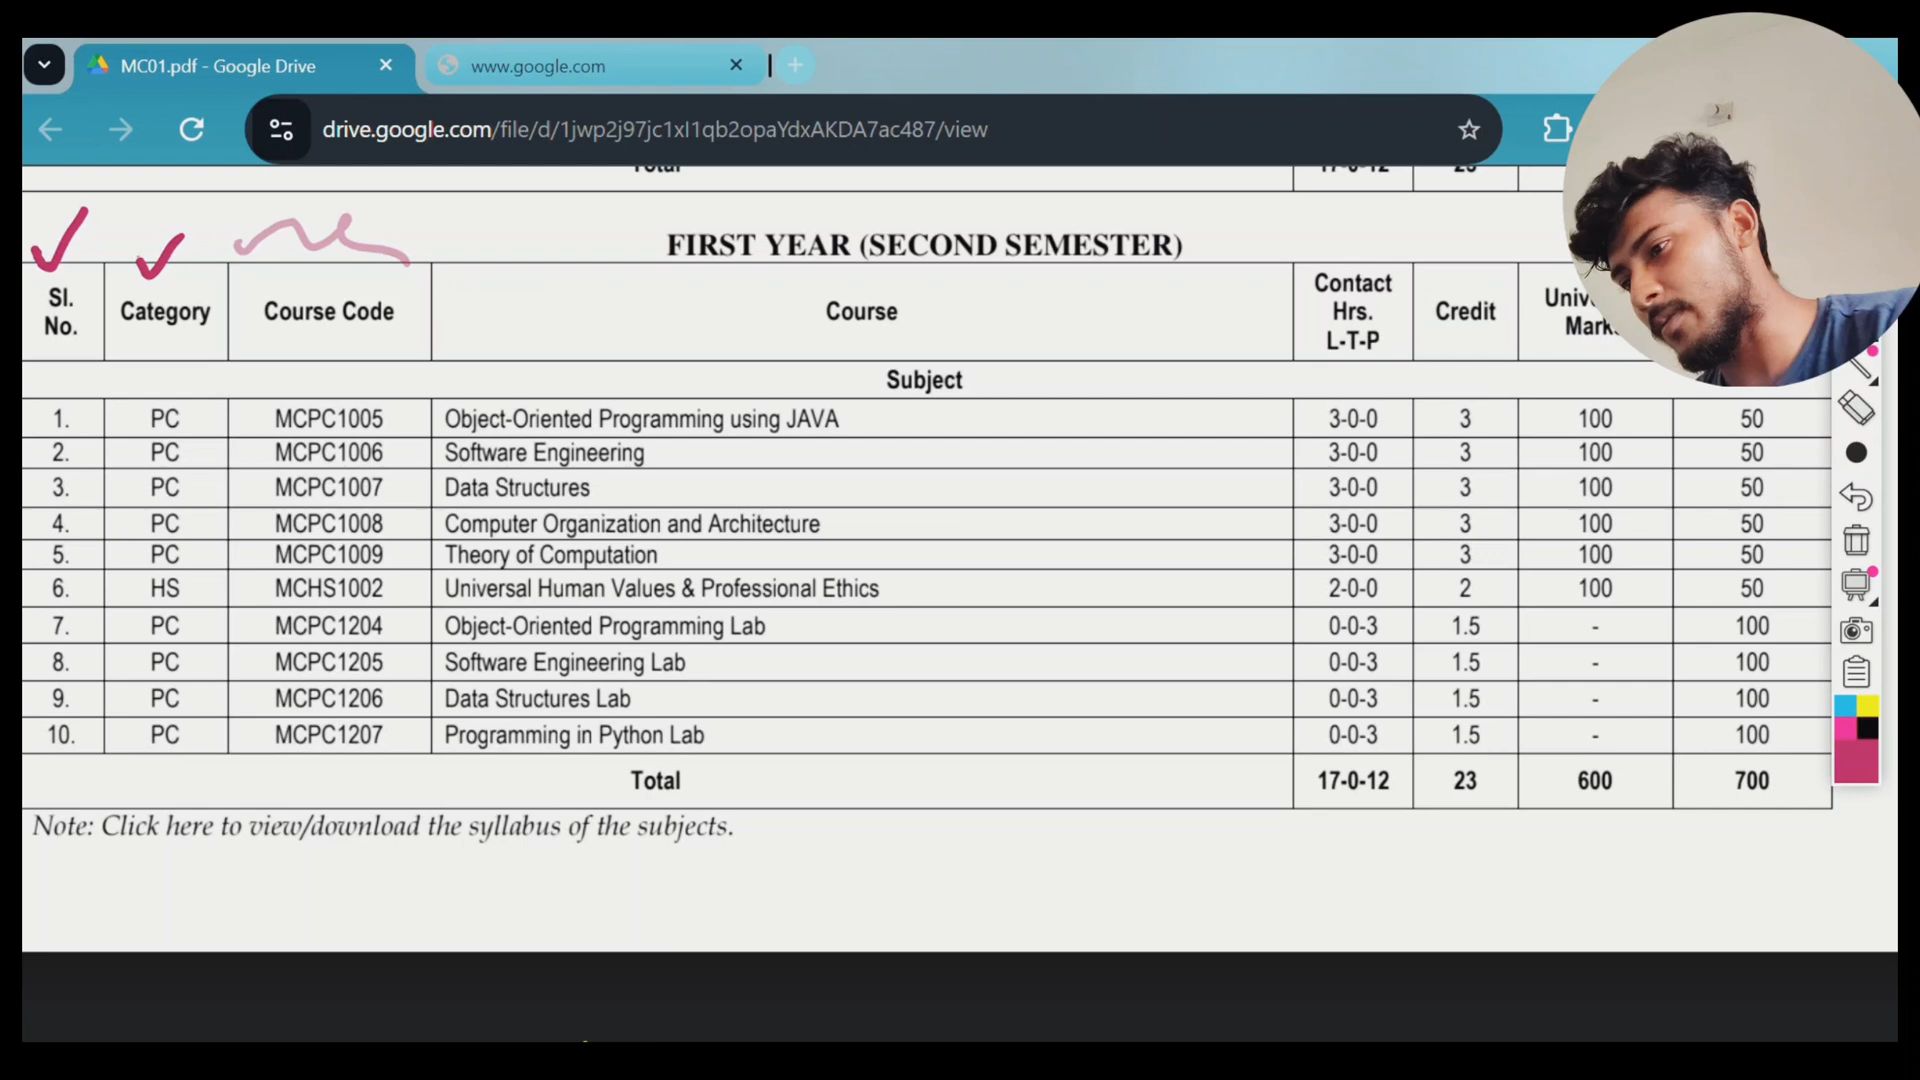 MC01.pdf - Google Drive
www.google.com
drive.google.com/file/d/1jwp2j97jc1xI1qb2opaYdxAKDA7ac487/view
Total 17-0-12 23
FIRST YEAR (SECOND SEMESTER)
Sl. No. Category Course Code Course Contact Hrs. L-T-P Credit
Subject
1. PC MCPC1005 Object-Oriented Programming using JAVA 3-0-0 3 100 50
2. PC MCPC1006 Software Engineering 3-0-0 3 100 50
3. PC MCPC1007 Data Structures 3-0-0 3 100 50
4. PC MCPC1008 Computer Organization and Architecture 3-0-0 3 100 50
5. PC MCPC1009 Theory of Computation 3-0-0 3 100 50
6. HS MCHS1002 Universal Human Values & Professional Ethics 2-0-0 2 100 50
7. PC MCPC1204 Object-Oriented Programming Lab 0-0-3 1.5 - 100
8. PC MCPC1205 Software Engineering Lab 0-0-3 1.5 - 100
9. PC MCPC1206 Data Structures Lab 0-0-3 1.5 - 100
10. PC MCPC1207 Programming in Python Lab 0-0-3 1.5 - 100
Total 17-0-12 23 600 700
Note: Click here to view/download the syllabus of the subjects.